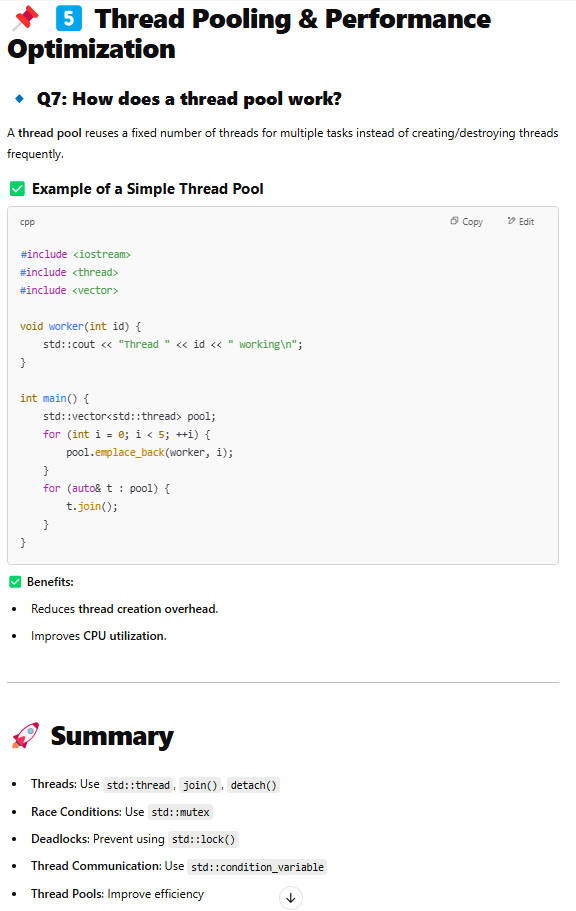 📌 5️⃣ Thread Pooling & Performance
Optimization
🔹 Q7: How does a thread pool work?
A thread pool reuses a fixed number of threads for multiple tasks instead of creating/destroying threads
frequently.
✅ Example of a Simple Thread Pool
cpp Copy Edit
#include <iostream>
#include <thread>
#include <vector>
void worker(int id) {
    std::cout << "Thread " << id << " working\n";
}
int main() {
    std::vector<std::thread> pool;
    for (int i = 0; i < 5; ++i) {
        pool.emplace_back(worker, i);
    }
    for (auto& t : pool) {
        t.join();
    }
}
✅ Benefits:
• Reduces thread creation overhead.
• Improves CPU utilization.
🚀 Summary
• Threads: Use std::thread, join(), detach()
• Race Conditions: Use std::mutex
• Deadlocks: Prevent using std::lock()
• Thread Communication: Use std::condition_variable
• Thread Pools: Improve efficiency